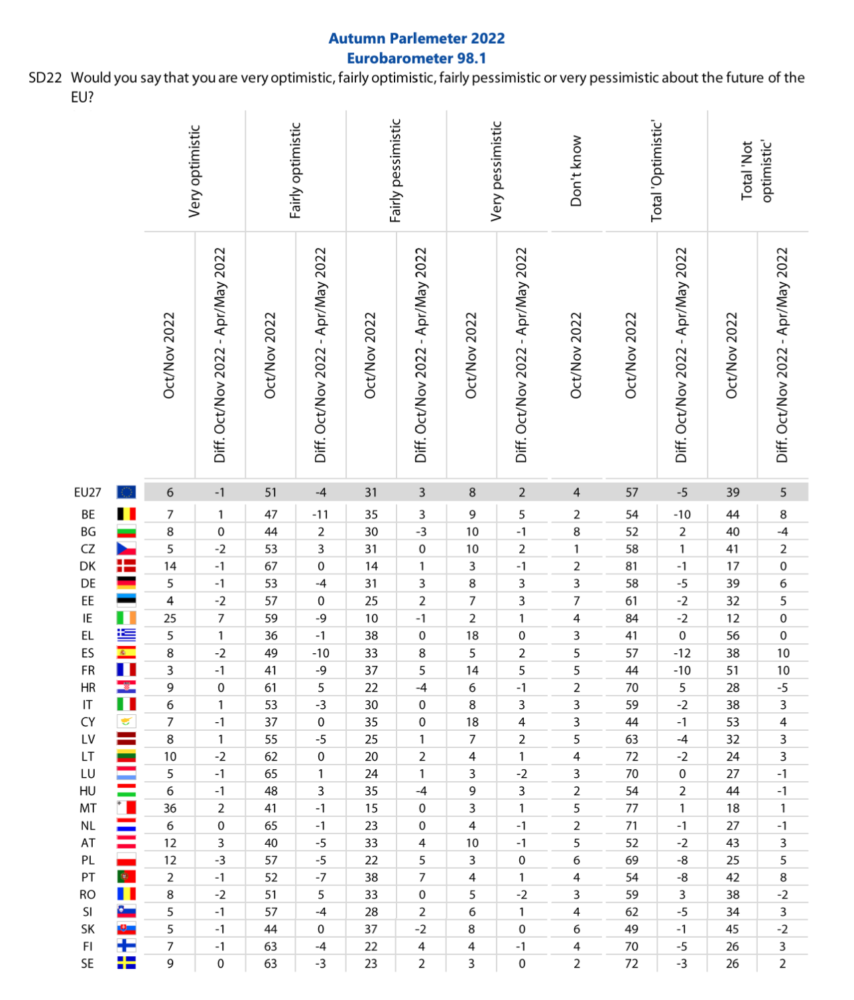 Autumn Parlemeter 2022
Eurobarometer 98.1
SD22 Would you say that you are very optimistic, fairly optimistic, fairly pessimistic or very pessimistic about the future of the
EU?
Very optimistic Fairly optimistic Fairly pessimistic Very pessimistic Don't know Total 'Optimistic' Total 'Not optimistic'
Oct/Nov 2022 Diff. Oct/Nov 2022 - Apr/May 2022 Oct/Nov 2022 Diff. Oct/Nov 2022 - Apr/May 2022 Oct/Nov 2022 Diff. Oct/Nov 2022 - Apr/May 2022 Oct/Nov 2022 Diff. Oct/Nov 2022 - Apr/May 2022 Oct/Nov 2022 Oct/Nov 2022 Diff. Oct/Nov 2022 - Apr/May 2022 Oct/Nov 2022 Diff. Oct/Nov 2022 - Apr/May 2022
EU27 6 -1 51 -4 31 3 8 2 4 57 -5 39 5
BE 7 1 47 -11 35 3 9 5 2 54 -10 44 8
BG 8 0 44 2 30 -3 10 -1 8 52 2 40 -4
CZ 5 -2 53 3 31 0 10 2 1 58 1 41 2
DK 14 -1 67 0 14 1 3 -1 2 81 -1 17 0
DE 5 -1 53 -4 31 3 8 3 3 58 -5 39 6
EE 4 -2 57 0 25 2 7 3 7 61 -2 32 5
IE 25 7 59 -9 10 -1 2 1 4 84 -2 12 0
EL 5 1 36 -1 38 0 18 0 3 41 0 56 0
ES 8 -2 49 -10 33 8 5 2 5 57 -12 38 10
FR 3 -1 41 -9 37 5 14 5 5 44 -10 51 10
HR 9 0 61 5 22 -4 6 -1 2 70 5 28 -5
IT 6 1 53 -3 30 0 8 3 3 59 -2 38 3
CY 7 -1 37 0 35 0 18 4 3 44 -1 53 4
LV 8 1 55 -5 25 1 7 2 5 63 -4 32 3
LT 10 -2 62 0 20 2 4 1 4 72 -2 24 3
LU 5 -1 65 1 24 1 3 -2 3 70 0 27 -1
HU 6 -1 48 3 35 -4 9 3 2 54 2 44 -1
MT 36 2 41 -1 15 0 3 1 5 77 1 18 1
NL 6 0 65 -1 23 0 4 -1 2 71 -1 27 -1
AT 12 3 40 -5 33 4 10 -1 5 52 -2 43 3
PL 12 -3 57 -5 22 5 3 0 6 69 -8 25 5
PT 2 -1 52 -7 38 7 4 1 4 54 -8 42 8
RO 8 -2 51 5 33 0 5 -2 3 59 3 38 -2
SI 5 -1 57 -4 28 2 6 1 4 62 -5 34 3
SK 5 -1 44 0 37 -2 8 0 6 49 -1 45 -2
FI 7 -1 63 -4 22 4 4 -1 4 70 -5 26 3
SE 9 0 63 -3 23 2 3 0 2 72 -3 26 2